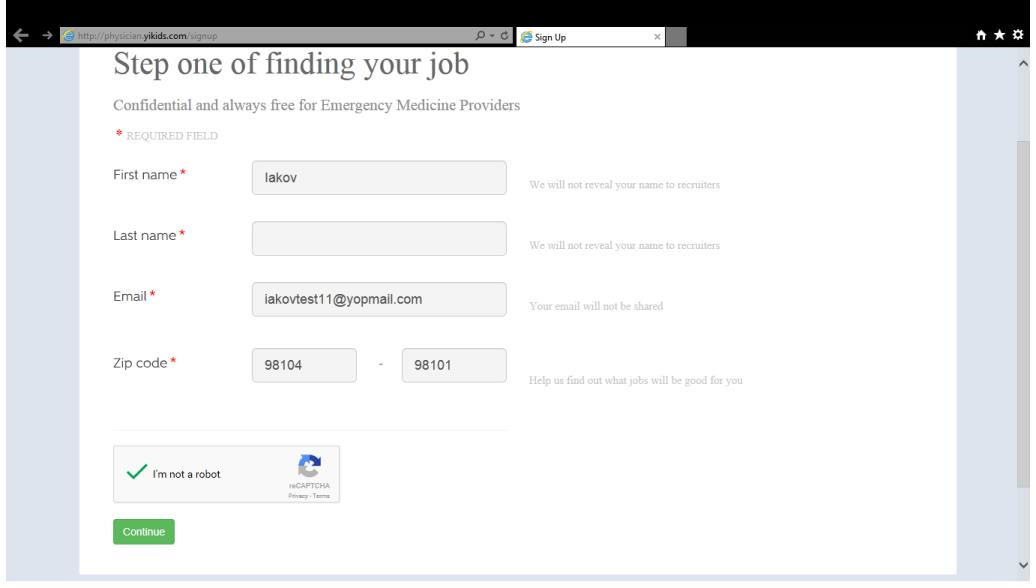 http://physician.yikids.com/signup
Sign Up
Step one of finding your job
Confidential and always free for Emergency Medicine Providers
* REQUIRED FIELD
First name *
Iakov
We will not reveal your name to recruiters
Last name *
We will not reveal your name to recruiters
Email *
iakovtest11@yopmail.com
Your email will not be shared
Zip code *
98104 - 98101
Help us find out what jobs will be good for you
I'm not a robot
reCAPTCHA
Privacy - Terms
Continue